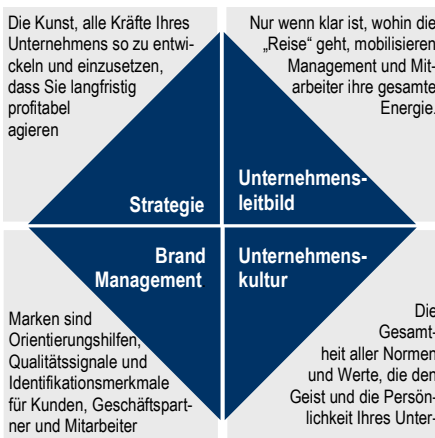 Die Kunst, alle Kräfte Ihres
Unternehmens so zu entwi-
ckeln und einzusetzen,
dass Sie langfristig
profitabel
agieren
Nur wenn klar ist, wohin die
„Reise“ geht, mobilisieren
Management und Mit-
arbeiter ihre gesamte
Energie.
Strategie
Unternehmens-
leitbild
Brand
Management
Unternehmens-
kultur
Marken sind
Orientierungshilfen,
Qualitätssignale und
Identifikationsmerkmale
für Kunden, Geschäftspart-
ner und Mitarbeiter
Die
Gesamt-
heit aller Normen
und Werte, die den
Geist und die Persön-
lichkeit Ihres Unter-